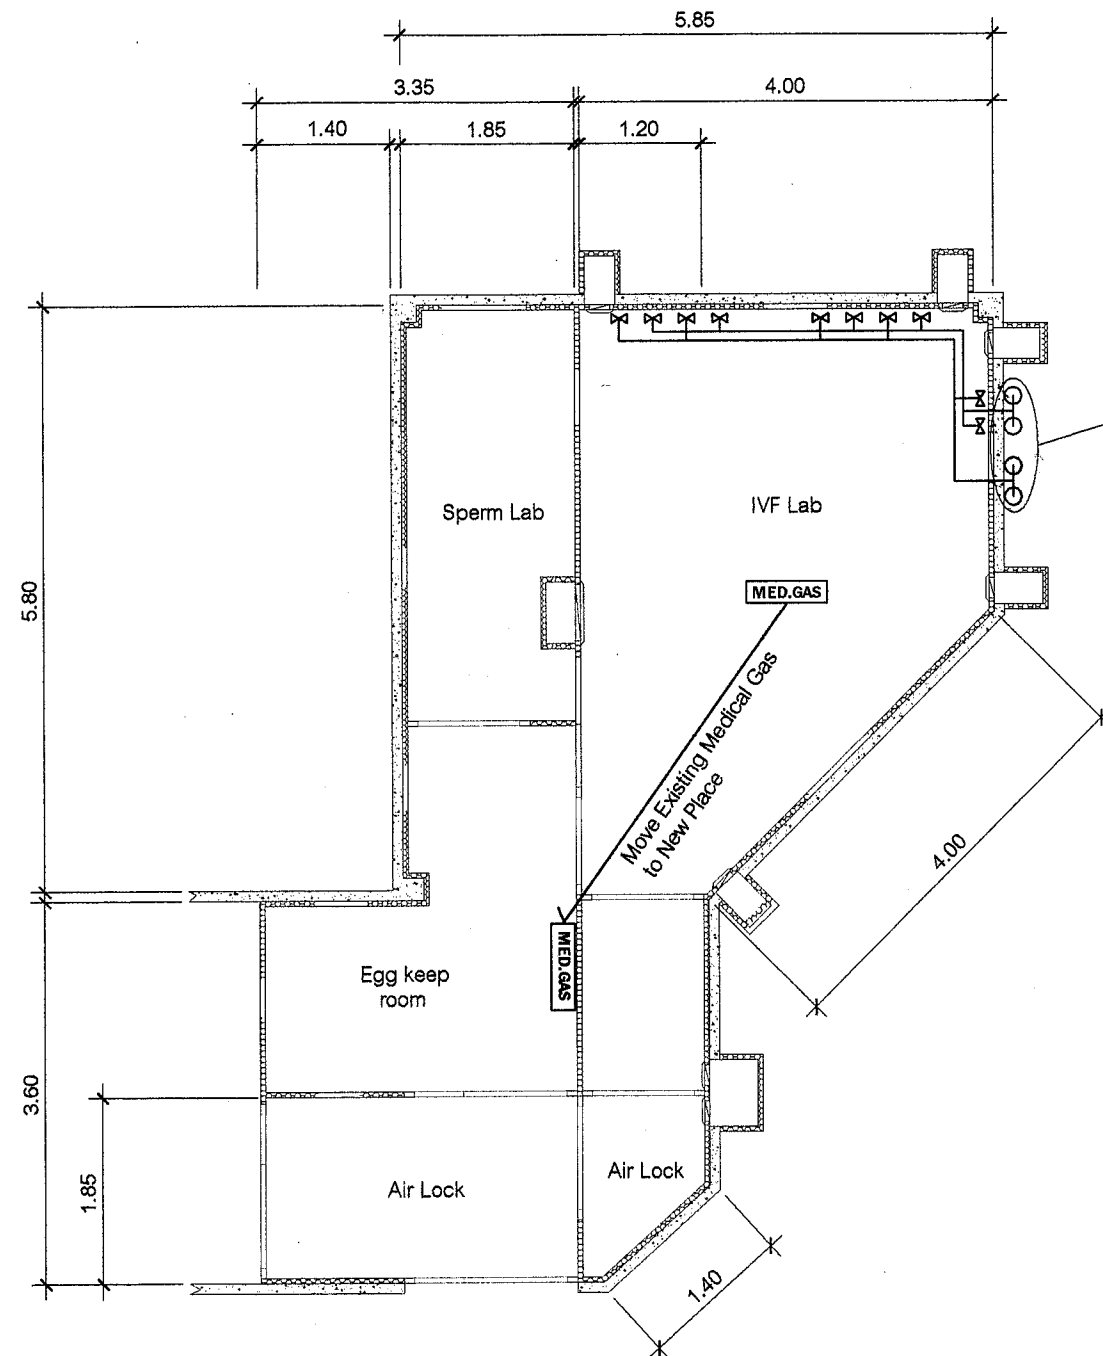 5.85
3.35
4.00
1.40
1.85
1.20
Sperm Lab
IVF Lab
5.80
MED.GAS
Move Existing Medical Gas
to New Place
4.00
MED.GAS
Egg keep
room
3.60
1.85
Air Lock
Air Lock
1.40